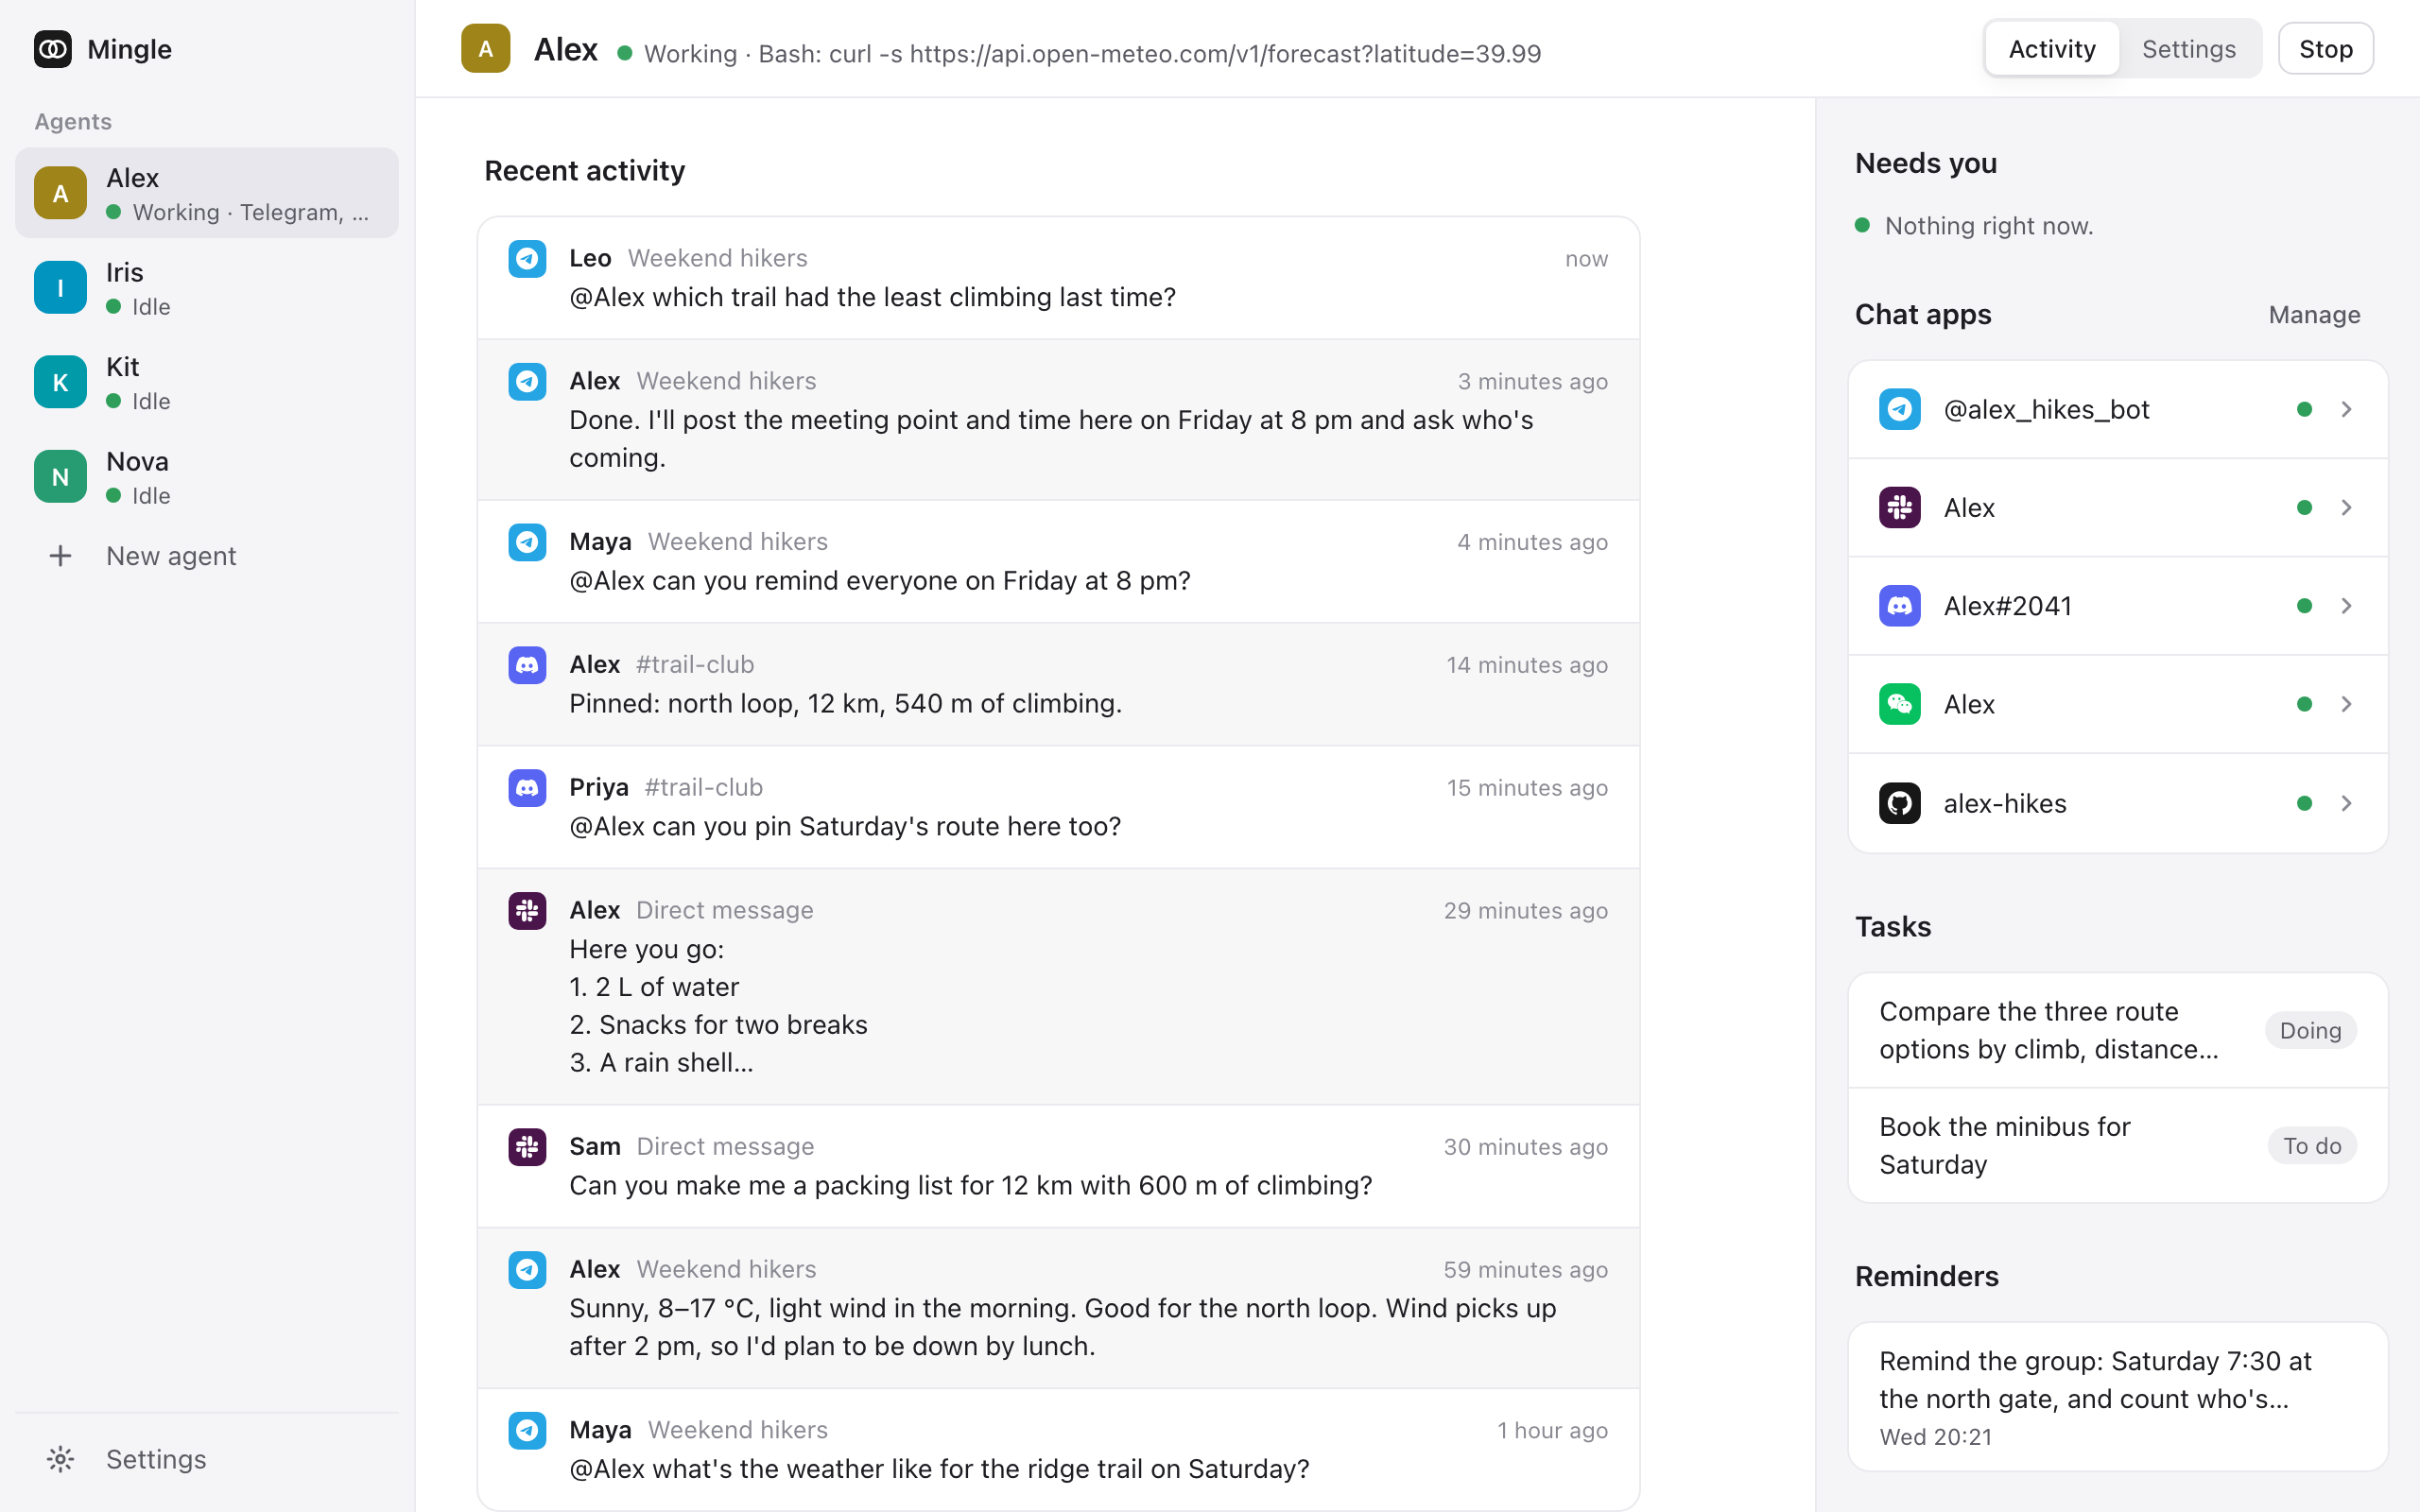 Mingle
Agents
A
Alex
Working · Telegram, ...
I
Iris
Idle
K
Kit
Idle
N
Nova
Idle
New agent
Settings
A
Alex
Working · Bash: curl -s https://api.open-meteo.com/v1/forecast?latitude=39.99
Activity
Settings
Stop
Recent activity
Leo Weekend hikers now
@Alex which trail had the least climbing last time?
Alex Weekend hikers 3 minutes ago
Done. I'll post the meeting point and time here on Friday at 8 pm and ask who's
coming.
Maya Weekend hikers 4 minutes ago
@Alex can you remind everyone on Friday at 8 pm?
Alex #trail-club 14 minutes ago
Pinned: north loop, 12 km, 540 m of climbing.
Priya #trail-club 15 minutes ago
@Alex can you pin Saturday's route here too?
Alex Direct message 29 minutes ago
Here you go:
1. 2 L of water
2. Snacks for two breaks
3. A rain shell...
Sam Direct message 30 minutes ago
Can you make me a packing list for 12 km with 600 m of climbing?
Alex Weekend hikers 59 minutes ago
Sunny, 8–17 °C, light wind in the morning. Good for the north loop. Wind picks up
after 2 pm, so I'd plan to be down by lunch.
Maya Weekend hikers 1 hour ago
@Alex what's the weather like for the ridge trail on Saturday?
Needs you
Nothing right now.
Chat apps Manage
@alex_hikes_bot
Alex
Alex#2041
Alex
alex-hikes
Tasks
Compare the three route
options by climb, distance...
Doing
Book the minibus for
Saturday
To do
Reminders
Remind the group: Saturday 7:30 at
the north gate, and count who's...
Wed 20:21